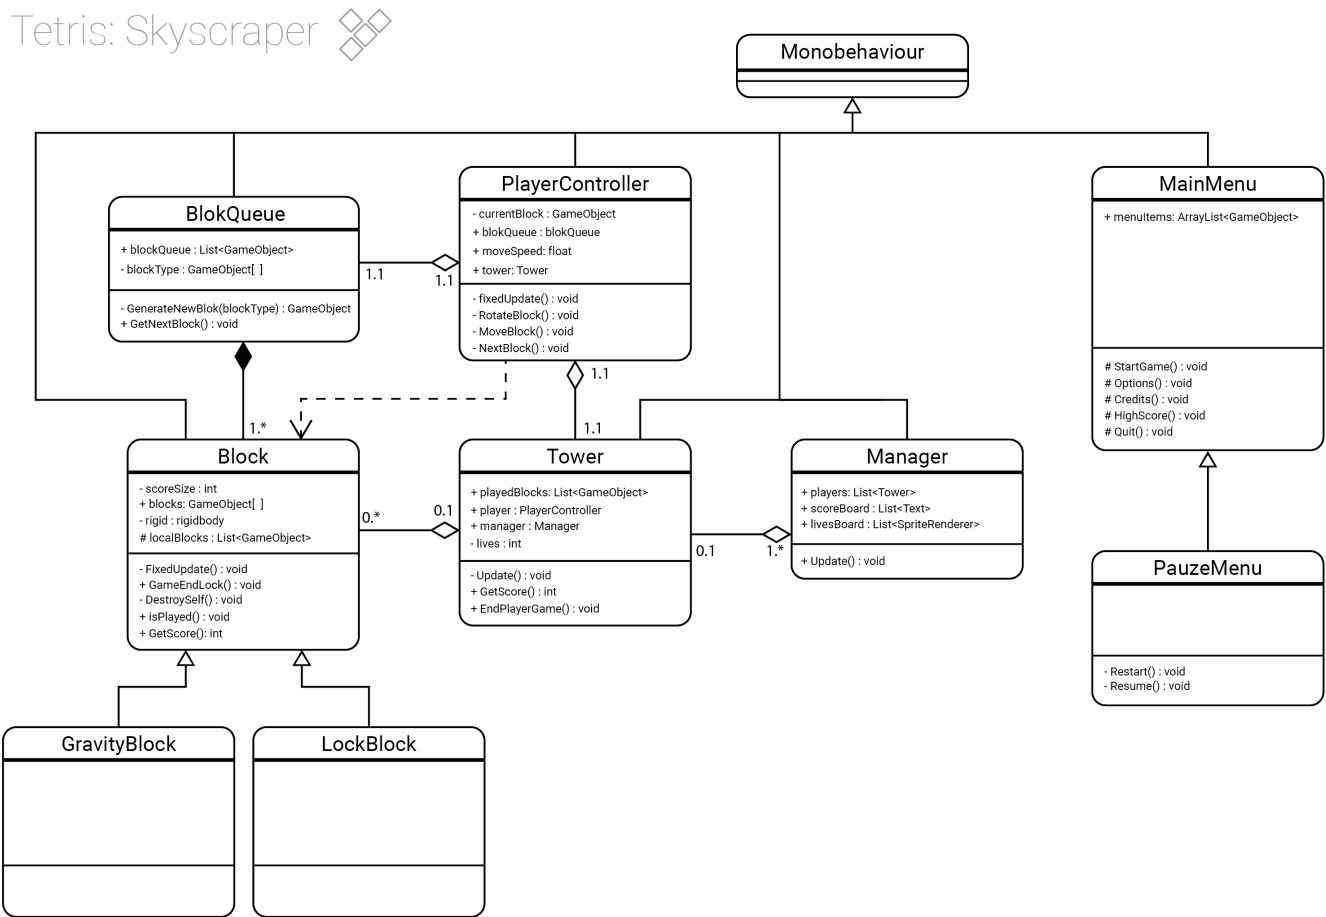 Tetris: Skyscraper
Monobehaviour
BlokQueue
+ blockQueue : List<GameObject>
- blockType : GameObject[ ]
- GenerateNewBlok(blockType) : GameObject
+ GetNextBlock() : void
1.1
1.1
PlayerController
- currentBlock : GameObject
+ blokQueue : blokQueue
+ moveSpeed: float
+ tower: Tower
- fixedUpdate() : void
- RotateBlock() : void
- MoveBlock() : void
- NextBlock() : void
MainMenu
+ menuItems: ArrayList<GameObject>
# StartGame() : void
# Options() : void
# Credits() : void
# HighScore() : void
# Quit() : void
1.1
1.*
1.1
Block
- scoreSize : int
+ blocks: GameObject[ ]
- rigid : rigidbody
# localBlocks : List<GameObject>
- FixedUpdate() : void
+ GameEndLock() : void
- DestroySelf() : void
+ isPlayed() : void
+ GetScore(): int
0.*
0.1
Tower
+ playedBlocks: List<GameObject>
+ player : PlayerController
+ manager : Manager
- lives : int
- Update() : void
+ GetScore() : int
+ EndPlayerGame() : void
0.1
1.*
Manager
+ players: List<Tower>
+ scoreBoard : List<Text>
+ livesBoard : List<SpriteRenderer>
+ Update() : void
PauzeMenu
- Restart() : void
- Resume() : void
GravityBlock
LockBlock